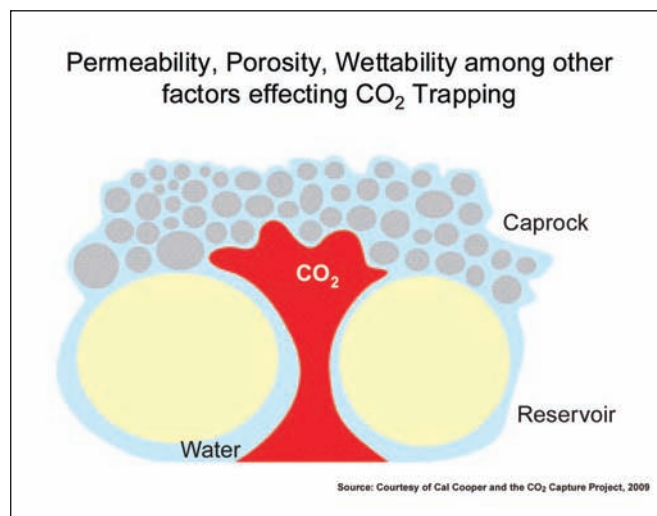 Permeability, Porosity, Wettability among other
factors effecting CO₂ Trapping
Caprock
CO₂
Reservoir
Water
Source: Courtesy of Cal Cooper and the CO₂ Capture Project, 2009